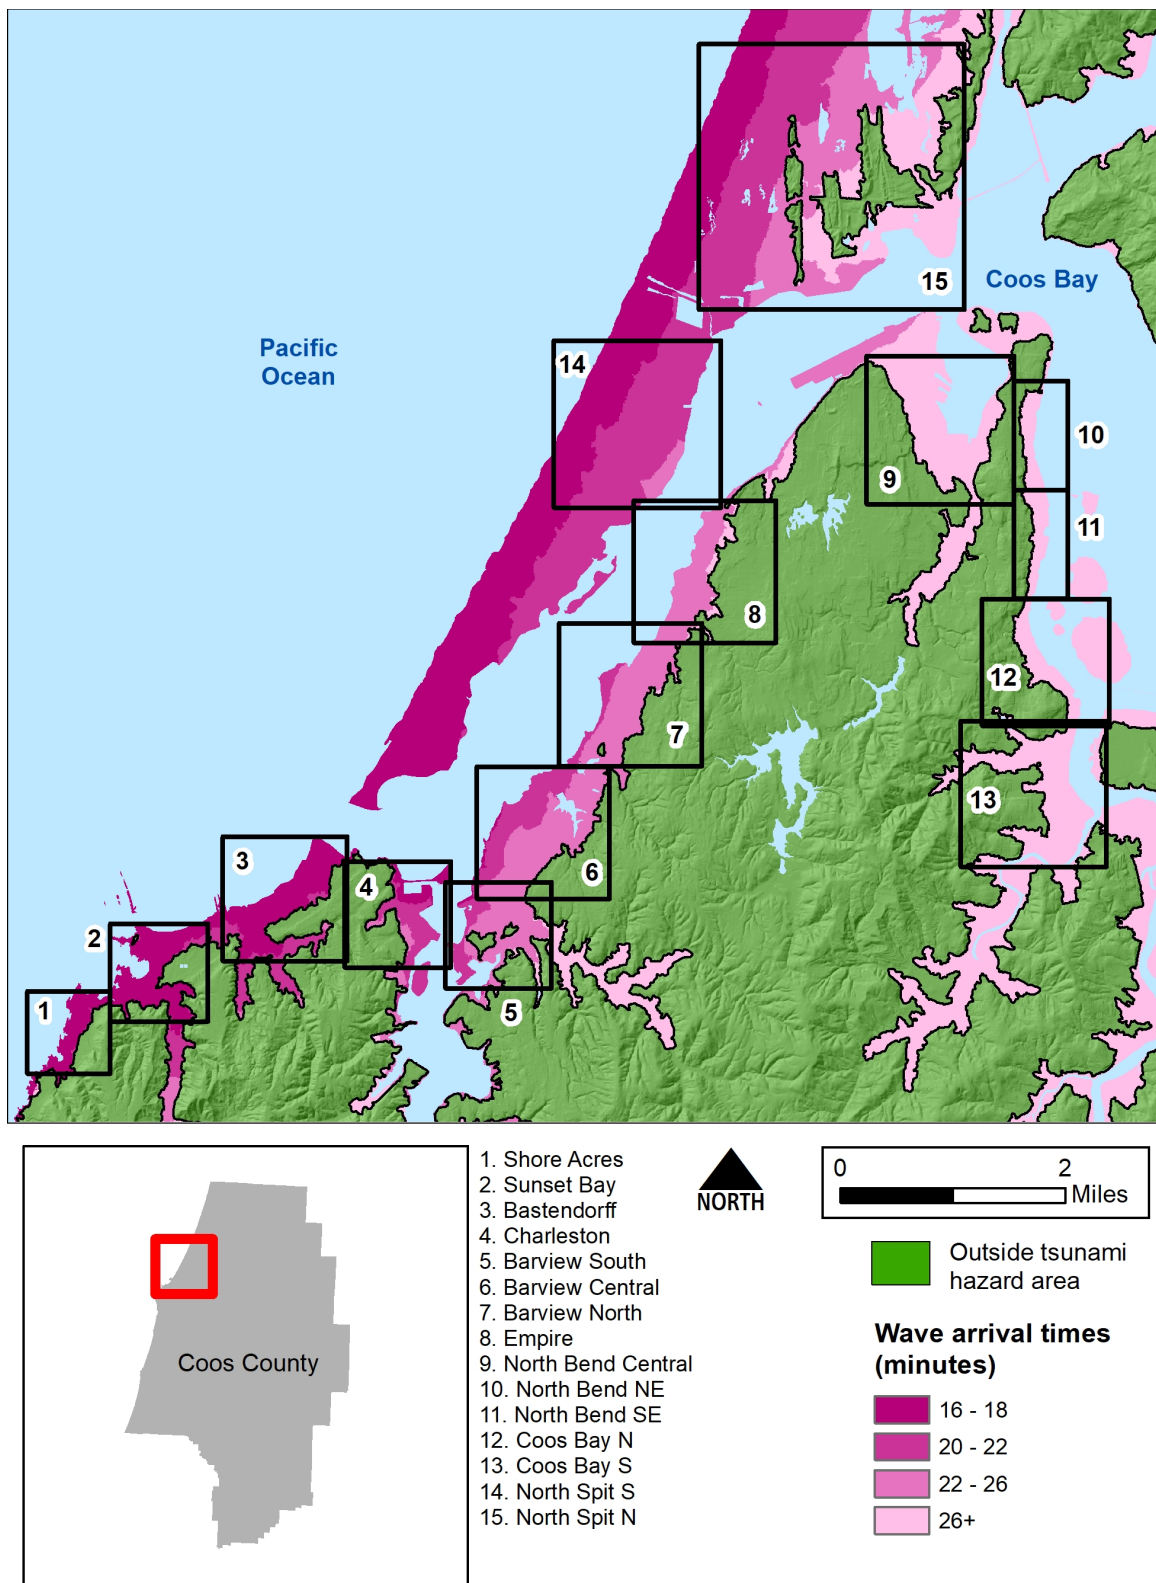 15
Coos Bay
Pacific
Ocean
14
10
9
11
8
12
7
13
3
6
4
2
1
5
Coos County
1. Shore Acres
2. Sunset Bay
3. Bastendorff
4. Charleston
5. Barview South
6. Barview Central
7. Barview North
8. Empire
9. North Bend Central
10. North Bend NE
11. North Bend SE
12. Coos Bay N
13. Coos Bay S
14. North Spit S
15. North Spit N
NORTH
0 2
Miles
Outside tsunami
hazard area
Wave arrival times
(minutes)
16 - 18
20 - 22
22 - 26
26+